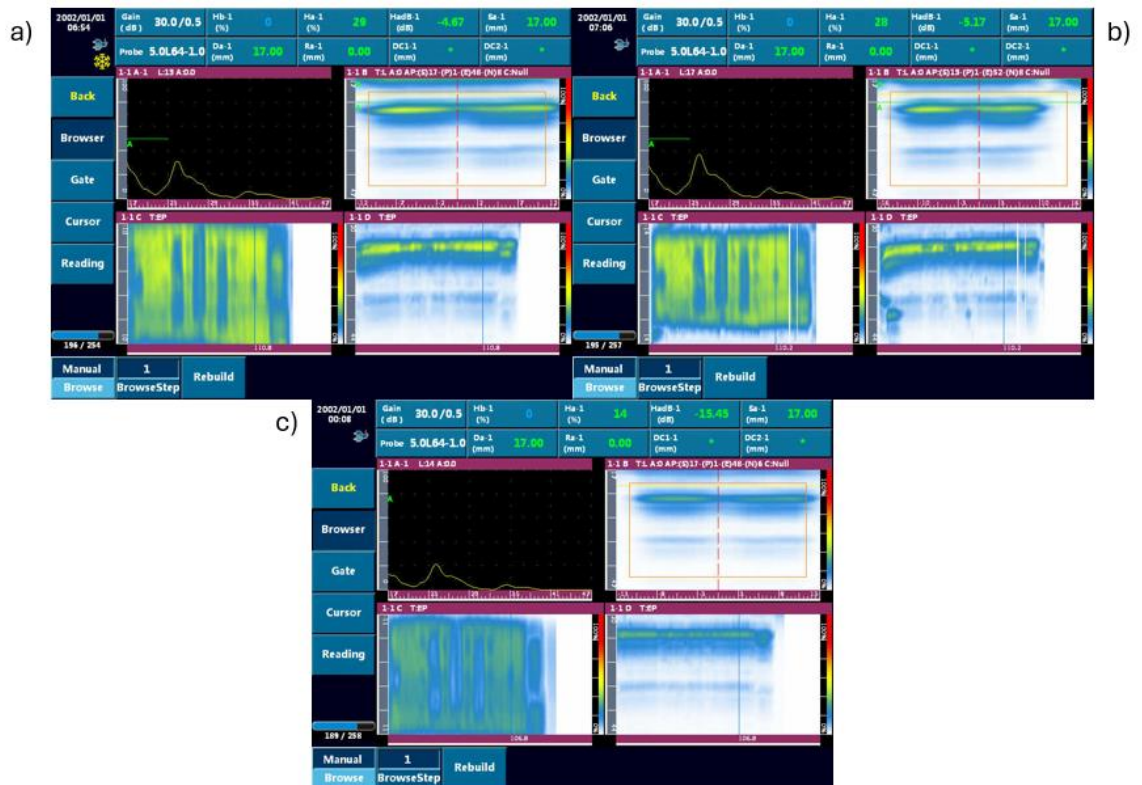 a)
2002/01/01
06:54
Gain
(dB)
30.0/0.5
Hb-1
(%)
0
Ha-1
(%)
29
HadB-1
(dB)
-4.67
Sa-1
(mm)
17.00
Probe
5.0L64-1.0
Da-1
(mm)
17.00
Ra-1
(mm)
0.00
DC1-1
(mm)
*
DC2-1
(mm)
*
1-1 A-1 L:13 A:0.0
1-1 B T:L A:0 AP:(S)17-(P)1-(E)48-(N)8 C:Null
Back
Browser
Gate
Cursor
Reading
A
100%
0%
1-1 C T:EP
1-1 D T:EP
110.8
110.8
196 / 254
Manual
Browse
1
BrowseStep
Rebuild
b)
2002/01/01
07:06
Gain
(dB)
30.0/0.5
Hb-1
(%)
0
Ha-1
(%)
28
HadB-1
(dB)
-5.17
Sa-1
(mm)
17.00
Probe
5.0L64-1.0
Da-1
(mm)
17.00
Ra-1
(mm)
0.00
DC1-1
(mm)
*
DC2-1
(mm)
*
1-1 A-1 L:17 A:0.0
1-1 B T:L A:0 AP:(S)13-(P)1-(E)52-(N)8 C:Null
Back
Browser
Gate
Cursor
Reading
A
100%
0%
1-1 C T:EP
1-1 D T:EP
110.3
110.3
195 / 257
Manual
Browse
1
BrowseStep
Rebuild
c)
2002/01/01
00:08
Gain
(dB)
30.0/0.5
Hb-1
(%)
0
Ha-1
(%)
14
HadB-1
(dB)
-15.45
Sa-1
(mm)
17.00
Probe
5.0L64-1.0
Da-1
(mm)
17.00
Ra-1
(mm)
0.00
DC1-1
(mm)
*
DC2-1
(mm)
*
1-1 A-1 L:14 A:0.0
1-1 B T:L A:0 AP:(S)17-(P)1-(E)48-(N)6 C:Null
Back
Browser
Gate
Cursor
Reading
A
100%
0%
1-1 C T:EP
1-1 D T:EP
106.8
106.8
189 / 258
Manual
Browse
1
BrowseStep
Rebuild